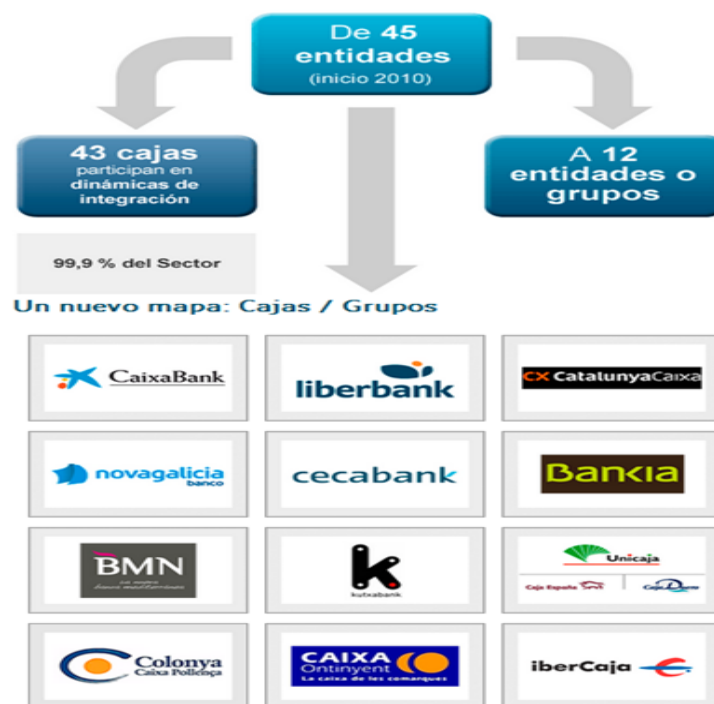 De 45
entidades
(inicio 2010)
43 cajas
participan en
dinámicas de
integración
A 12
entidades o
grupos
99,9 % del Sector
Un nuevo mapa: Cajas / Grupos
CaixaBank
liberbank
CX CatalunyaCaixa
novagalicia
banco
cecabank
Bankia
BMN
k
kutxabank
Unicaja
Caja España
Caja Duero
Colonya
Caixa Pollença
CAIXA
Ontinyent
La caixa de les comarques
iberCaja